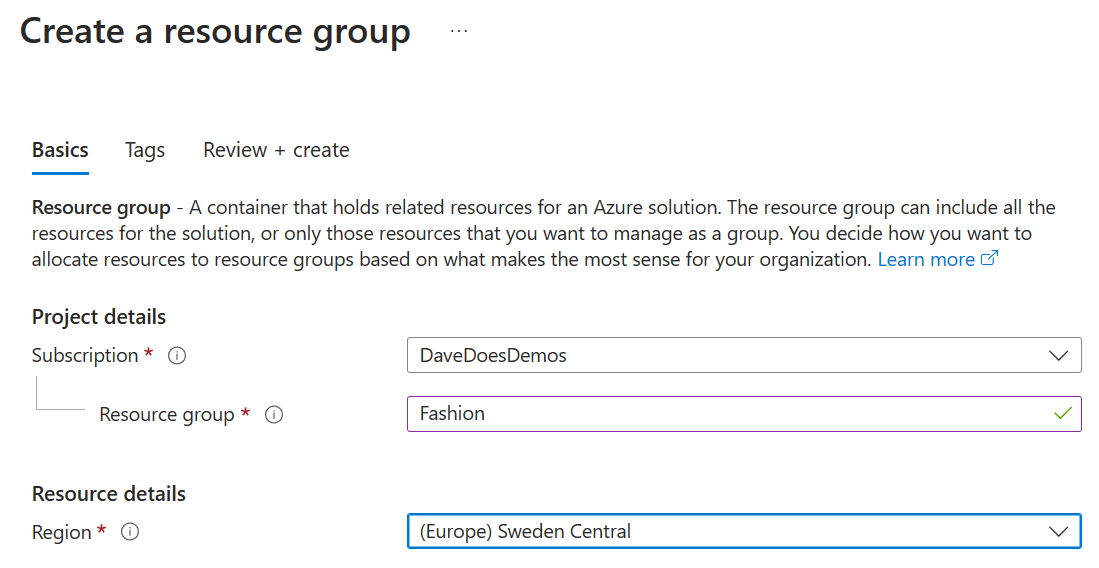 Create a resource group ...
Basics Tags Review + create
Resource group - A container that holds related resources for an Azure solution. The resource group can include all the
resources for the solution, or only those resources that you want to manage as a group. You decide how you want to
allocate resources to resource groups based on what makes the most sense for your organization. Learn more
Project details
Subscription * DaveDoesDemos
Resource group * Fashion
Resource details
Region * (Europe) Sweden Central